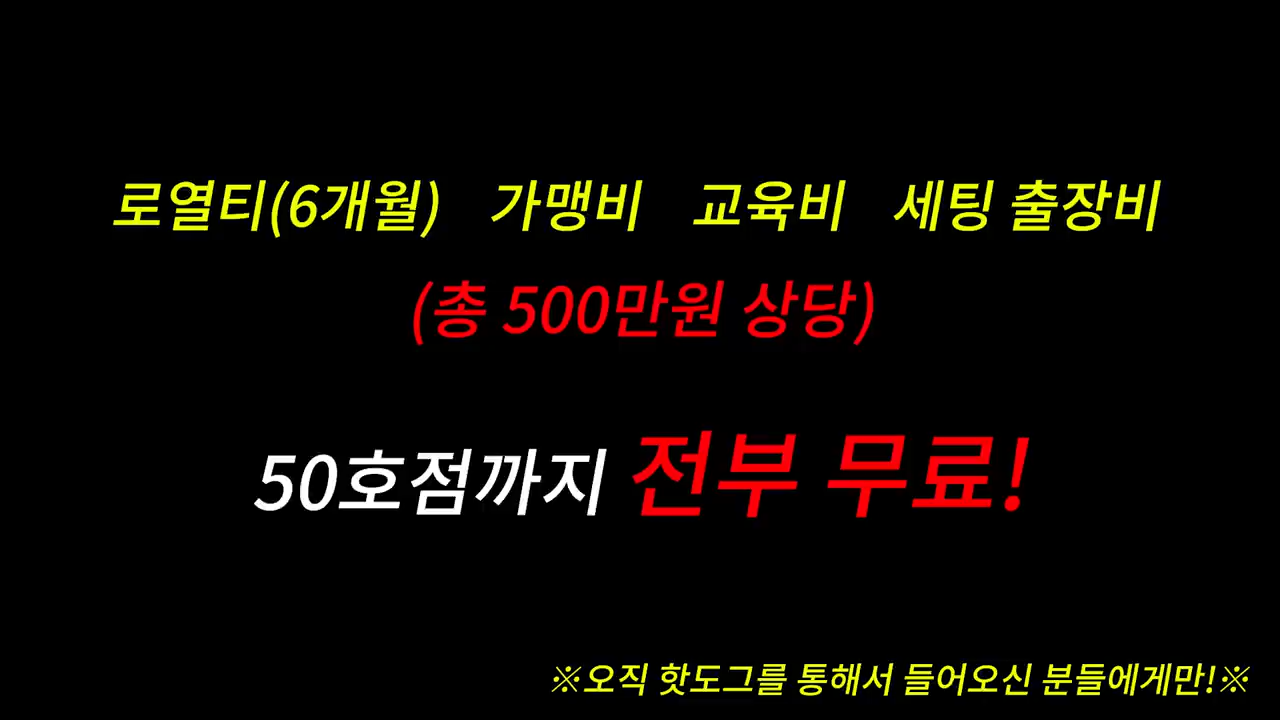 로열티(6개월) 가맹비 교육비 세팅 출장비
(총 500만원 상당)
50호점까지 전부 무료!
※오직 핫도그를 통해서 들어오신 분들에게만!※